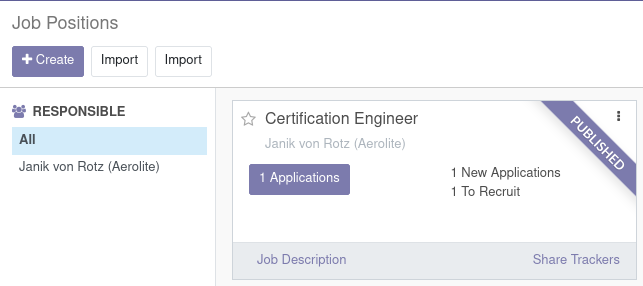 Job Positions
+ Create
Import
Import
RESPONSIBLE
All
Janik von Rotz (Aerolite)
Certification Engineer
Janik von Rotz (Aerolite)
PUBLISHED
1 Applications
1 New Applications
1 To Recruit
Job Description
Share Trackers